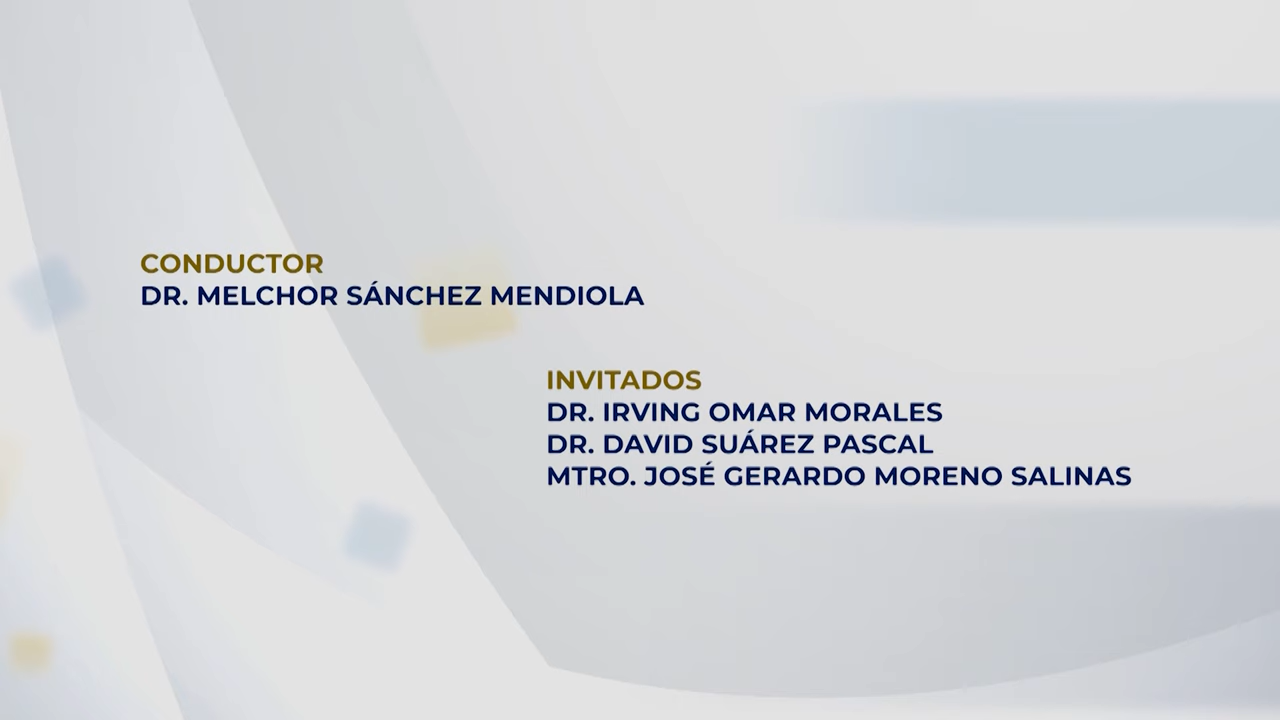 CONDUCTOR
DR. MELCHOR SÁNCHEZ MENDIOLA
INVITADOS
DR. IRVING OMAR MORALES
DR. DAVID SUÁREZ PASCAL
MTRO. JOSÉ GERARDO MORENO SALINAS